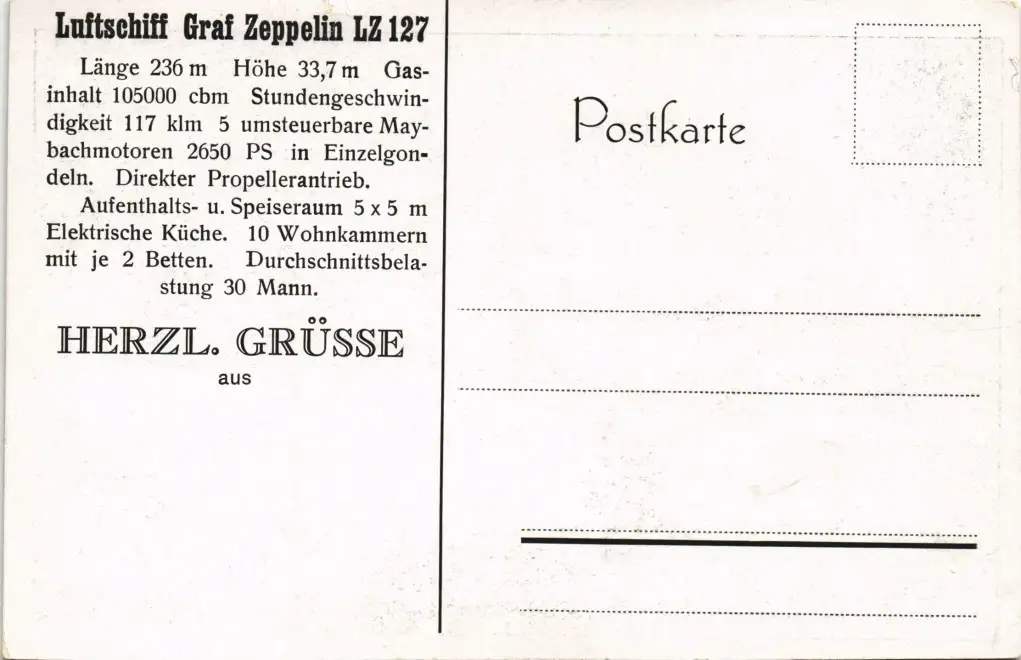 Luftschiff Graf Zeppelin LZ 127
Länge 236 m Höhe 33,7 m Gas-
inhalt 105000 cbm Stundengeschwin-
digkeit 117 klm 5 umsteuerbare May-
bachmotoren 2650 PS in Einzelgon-
deln. Direkter Propellerantrieb.
Aufenthalts- u. Speiseraum 5 x 5 m
Elektrische Küche. 10 Wohnkammern
mit je 2 Betten. Durchschnittsbela-
stung 30 Mann.
HERZL. GRÜSSE
aus
Postkarte